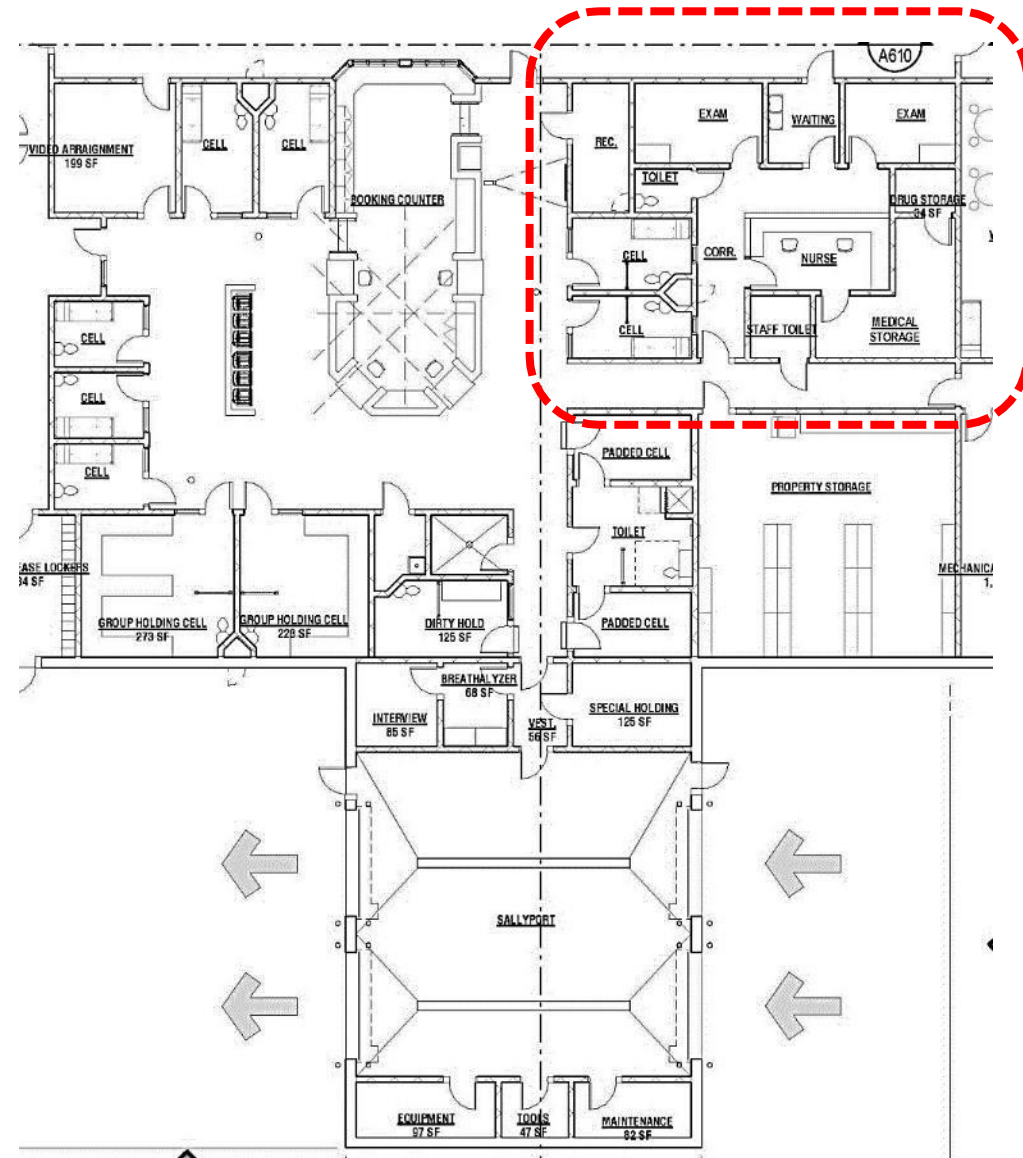 A610
EXAM
WAITING
EXAM
VIDEO ARRAIGNMENT
199 SF
CELL
CELL
REC.
TOILET
BOOKING COUNTER
DRUG STORAGE
34 SF
CELL
CORR.
NURSE
CELL
STAFF TOILET
MEDICAL
STORAGE
CELL
CELL
CELL
PADDED CELL
PROPERTY STORAGE
TOILET
EASE LOCKERS
34 SF
MECHANICA
1,
GROUP HOLDING CELL
273 SF
GROUP HOLDING CELL
228 SF
DIRTY HOLD
125 SF
PADDED CELL
BREATHALYZER
68 SF
INTERVIEW
85 SF
VEST.
56 SF
SPECIAL HOLDING
125 SF
SALLYPORT
EQUIPMENT
97 SF
TOOLS
47 SF
MAINTENANCE
82 SF